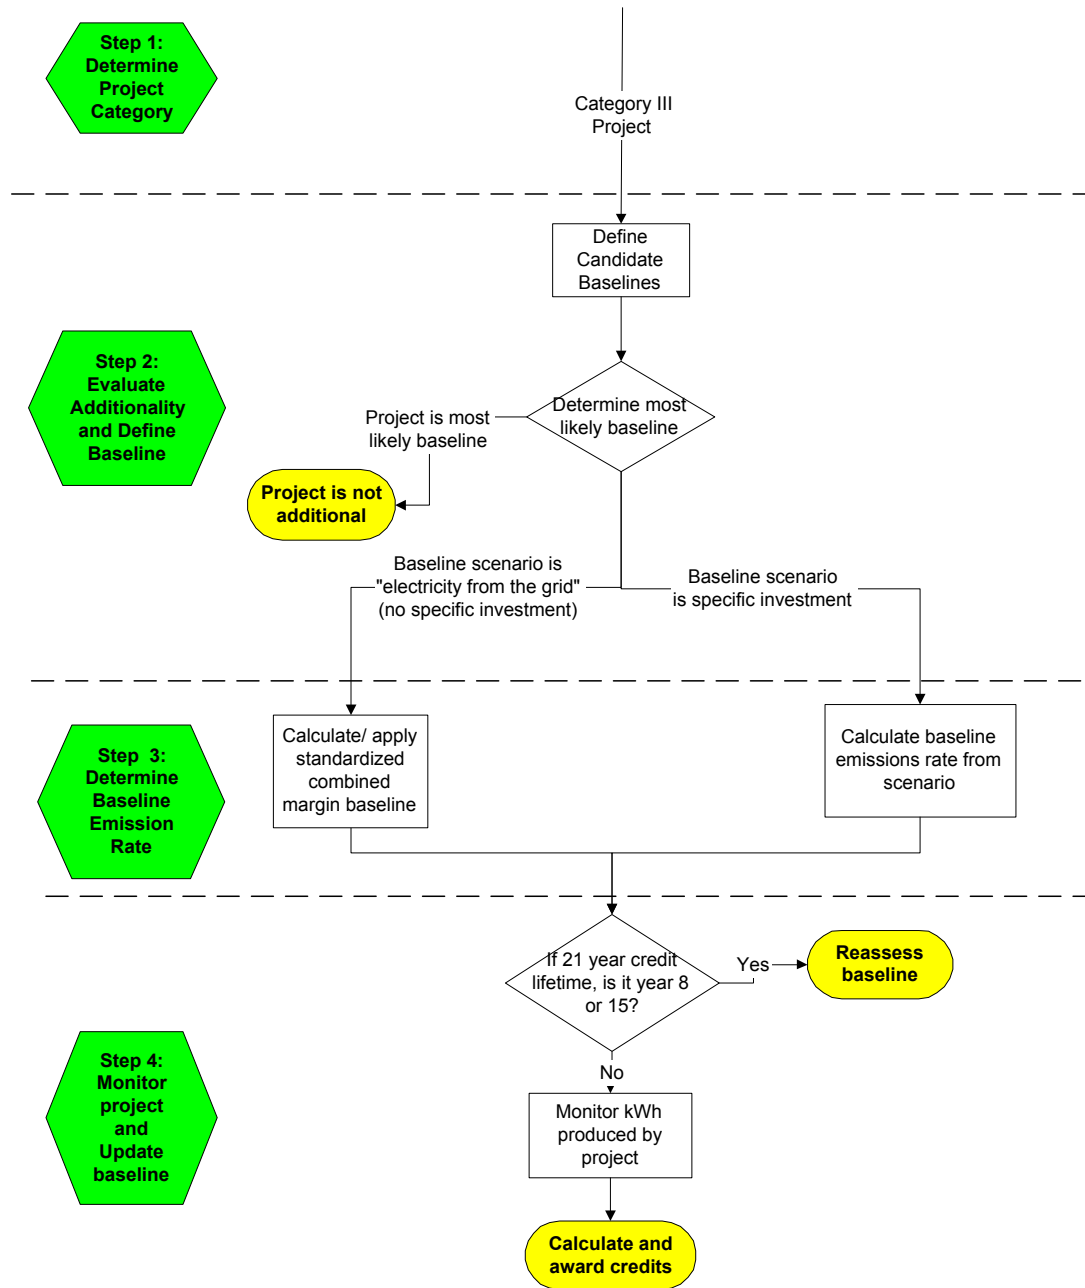 Step 1:
Determine
Project
Category
Category III
Project
Define
Candidate
Baselines
Step 2:
Evaluate
Additionality
and Define
Baseline
Determine most
likely baseline
Project is most
likely baseline
Project is not
additional
Baseline scenario is
"electricity from the grid"
(no specific investment)
Baseline scenario
is specific investment
Step 3:
Determine
Baseline
Emission
Rate
Calculate/ apply
standardized
combined
margin baseline
Calculate baseline
emissions rate from
scenario
If 21 year credit
lifetime, is it year 8
or 15?
Yes
Reassess
baseline
No
Step 4:
Monitor
project
and
Update
baseline
Monitor kWh
produced by
project
Calculate and
award credits